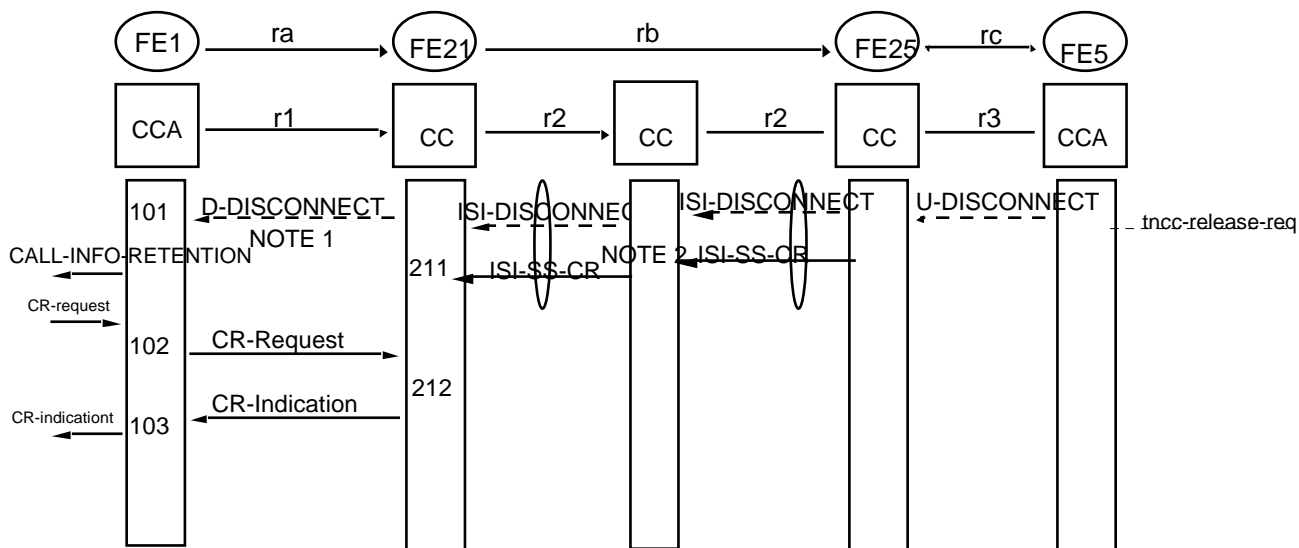 FE1 ra FE21 rb FE25 rc FE5
CCA r1 CC r2 CC r2 CC r3 CCA
101 D-DISCONNECT ISI-DISCONNEC ISI-DISCONNECT U-DISCONNECT
tncc-release-req
NOTE 1
CALL-INFO-RETENTION 211 ISI-SS-CR NOTE 2 ISI-SS-CR
CR-request
102 CR-Request
212
CR-indicationt 103 CR-Indication